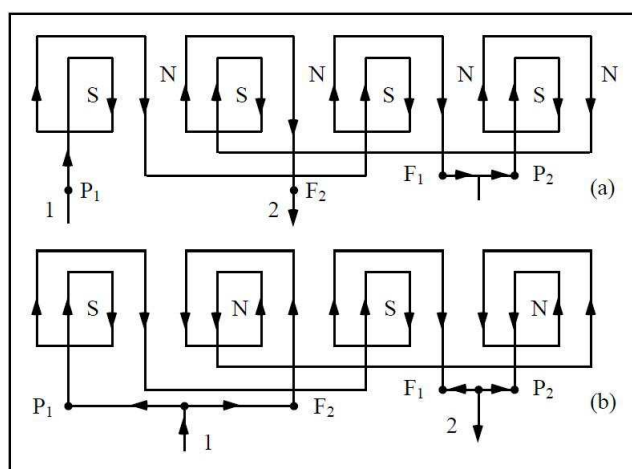 N N N N
S S S S
F₁ P₂
P₁ F₂
1 2 (a)
S N S N
P₁ F₂ F₁ P₂ (b)
1 2